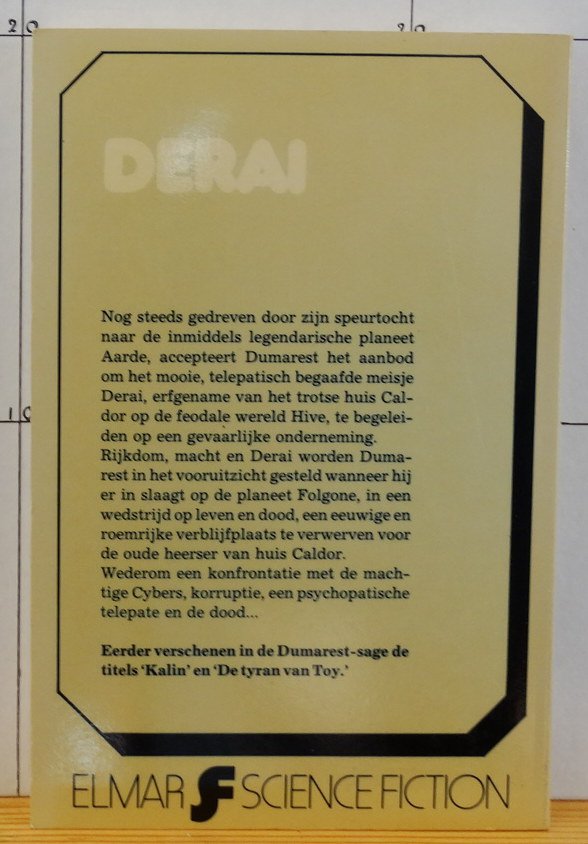 20
20
DERAI
Nog steeds gedreven door zijn speurtocht
naar de inmiddels legendarische planeet
Aarde, accepteert Dumarest het aanbod
om het mooie, telepatisch begaafde meisje
Derai, erfgename van het trotse huis Cal-
dor op de feodale wereld Hive, te begelei-
den op een gevaarlijke onderneming.
Rijkdom, macht en Derai worden Duma-
rest in het vooruitzicht gesteld wanneer hij
er in slaagt op de planeet Folgone, in een
wedstrijd op leven en dood, een eeuwige en
roemrijke verblijfplaats te verwerven voor
de oude heerser van huis Caldor.
Wederom een konfrontatie met de mach-
tige Cybers, korruptie, een psychopatische
telepate en de dood...
Eerder verschenen in de Dumarest-sage de
titels 'Kalin' en 'De tyran van Toy.'
ELMAR SF SCIENCE FICTION